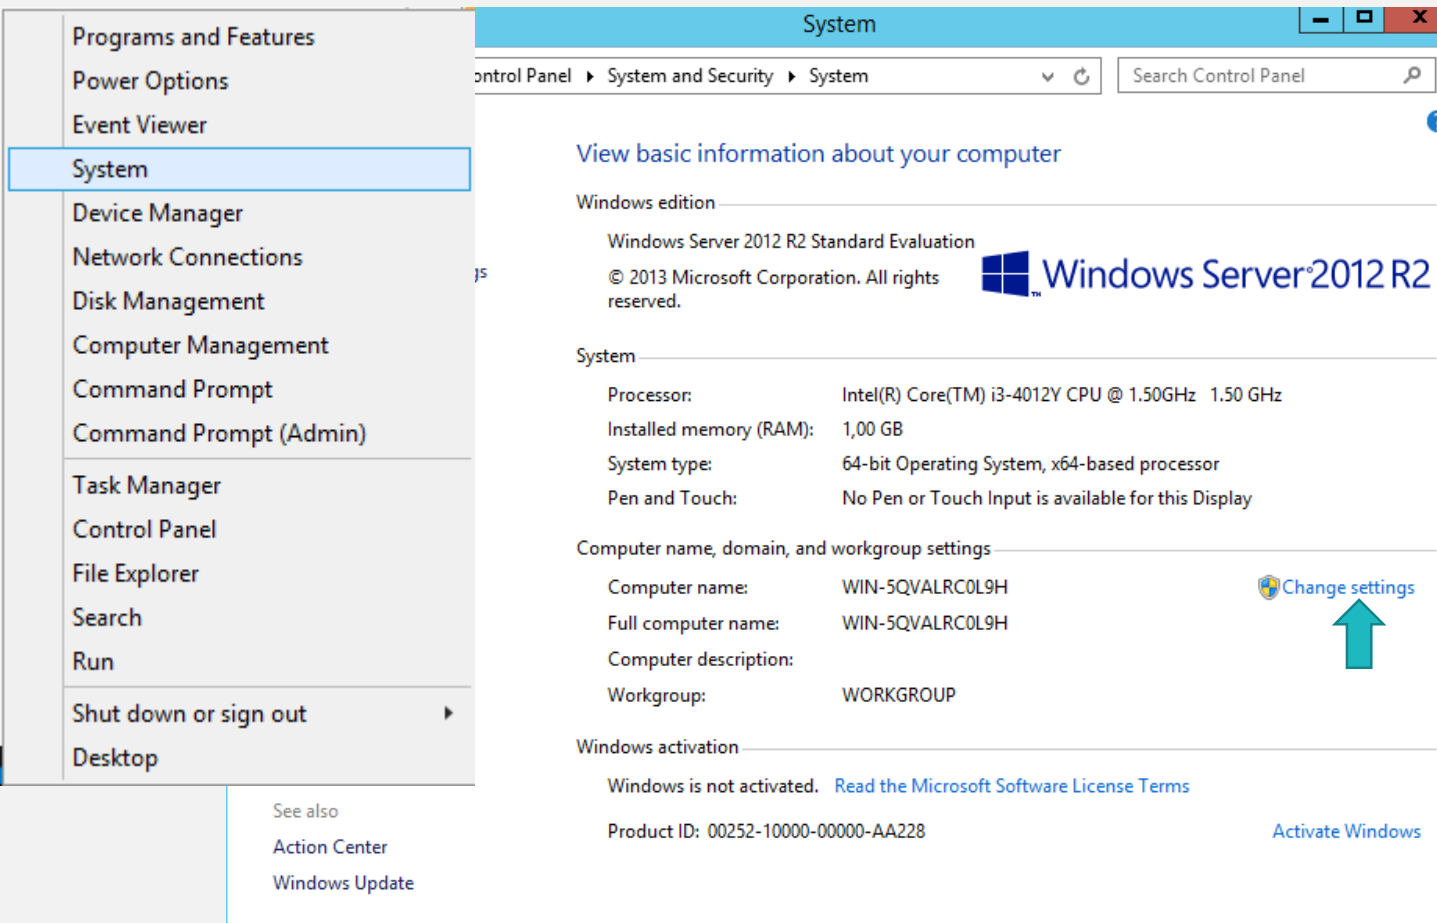 Programs and Features
Power Options
Event Viewer
System
Device Manager
Network Connections
Disk Management
Computer Management
Command Prompt
Command Prompt (Admin)
Task Manager
Control Panel
File Explorer
Search
Run
Shut down or sign out
Desktop
System
ontrol Panel System and Security System
Search Control Panel
gs
View basic information about your computer
Windows edition
Windows Server 2012 R2 Standard Evaluation
© 2013 Microsoft Corporation. All rights
reserved.
Windows Server 2012 R2
System
Processor: Intel(R) Core(TM) i3-4012Y CPU @ 1.50GHz 1.50 GHz
Installed memory (RAM): 1,00 GB
System type: 64-bit Operating System, x64-based processor
Pen and Touch: No Pen or Touch Input is available for this Display
Computer name, domain, and workgroup settings
Computer name: WIN-5QVALRC0L9H Change settings
Full computer name: WIN-5QVALRC0L9H
Computer description:
Workgroup: WORKGROUP
Windows activation
Windows is not activated. Read the Microsoft Software License Terms
Product ID: 00252-10000-00000-AA228 Activate Windows
See also
Action Center
Windows Update